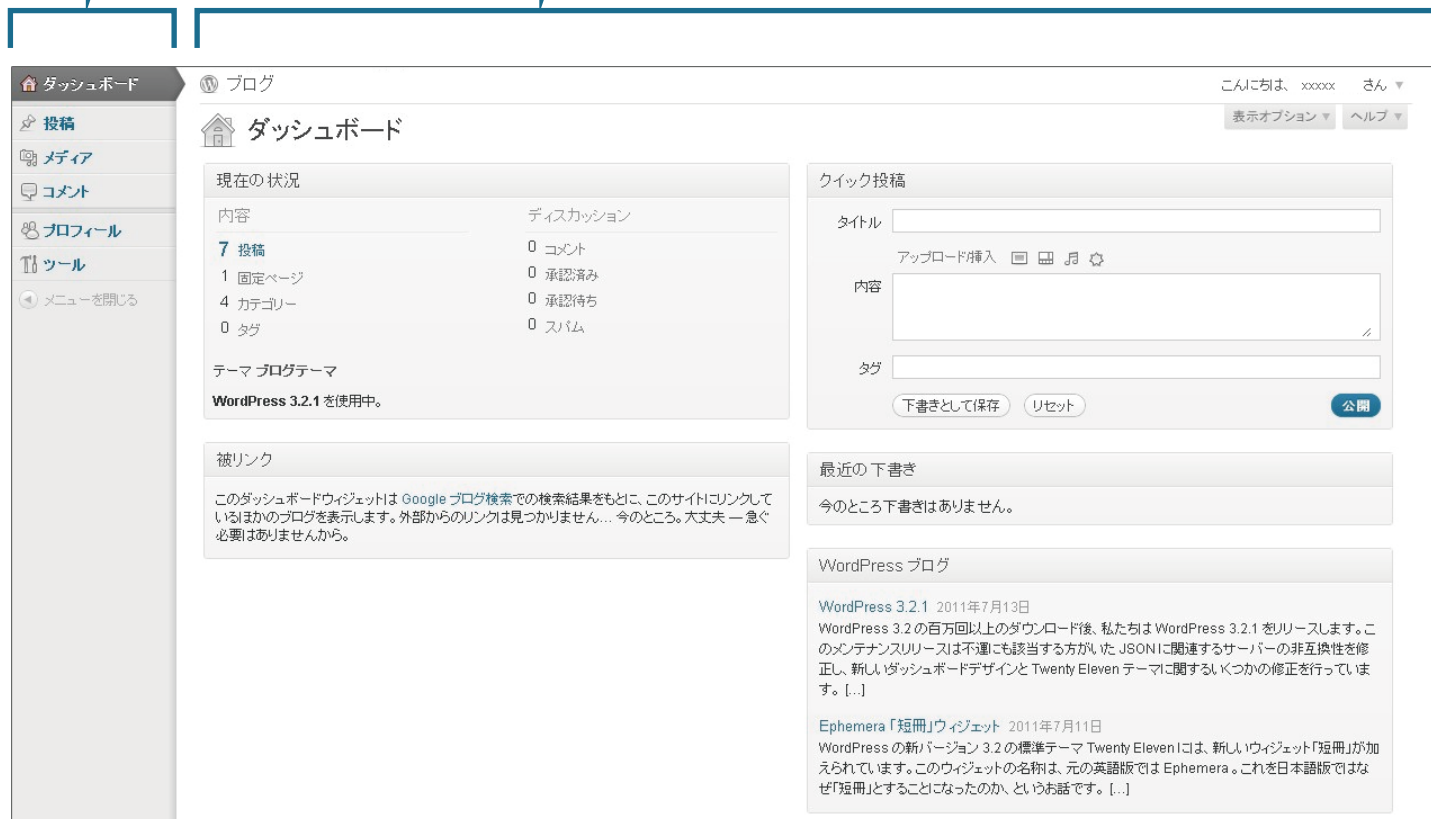 ダッシュボード
投稿
メディア
コメント
プロフィール
ツール
メニューを閉じる
ブログ
こんにちは、 xxxxx さん
ダッシュボード
表示オプション
ヘルプ
現在の状況
内容
ディスカッション
7 投稿
0 コメント
1 固定ページ
0 承認済み
4 カテゴリー
0 承認待ち
0 タグ
0 スパム
テーマ ブログテーマ
WordPress 3.2.1 を使用中。
被リンク
このダッシュボードウィジェットは Google ブログ検索での検索結果をもとに、このサイトにリンクして
いるほかのブログを表示します。外部からのリンクは見つかりません… 今のところ。大丈夫 — 急ぐ
必要はありませんから。
クイック投稿
タイトル
アップロード/挿入
内容
タグ
下書きとして保存
リセット
公開
最近の下書き
今のところ下書きはありません。
WordPress ブログ
WordPress 3.2.1 2011年7月13日
WordPress 3.2 の百万回以上のダウンロード後、私たちは WordPress 3.2.1 をリリースします。こ
のメンテナンスリリースは不運にも該当する方がいた JSON に関連するサーバーの非互換性を修
正し、新しいダッシュボードデザインと Twenty Eleven テーマに関するいくつかの修正を行っていま
す。 […]
Ephemera 「短冊」ウィジェット 2011年7月11日
WordPress の新バージョン 3.2 の標準テーマ Twenty Eleven には、新しいウィジェット「短冊」が加
えられています。このウィジェットの名称は、元の英語版では Ephemera 。これを日本語版ではな
ぜ「短冊」とすることになったのか、というお話です。 […]